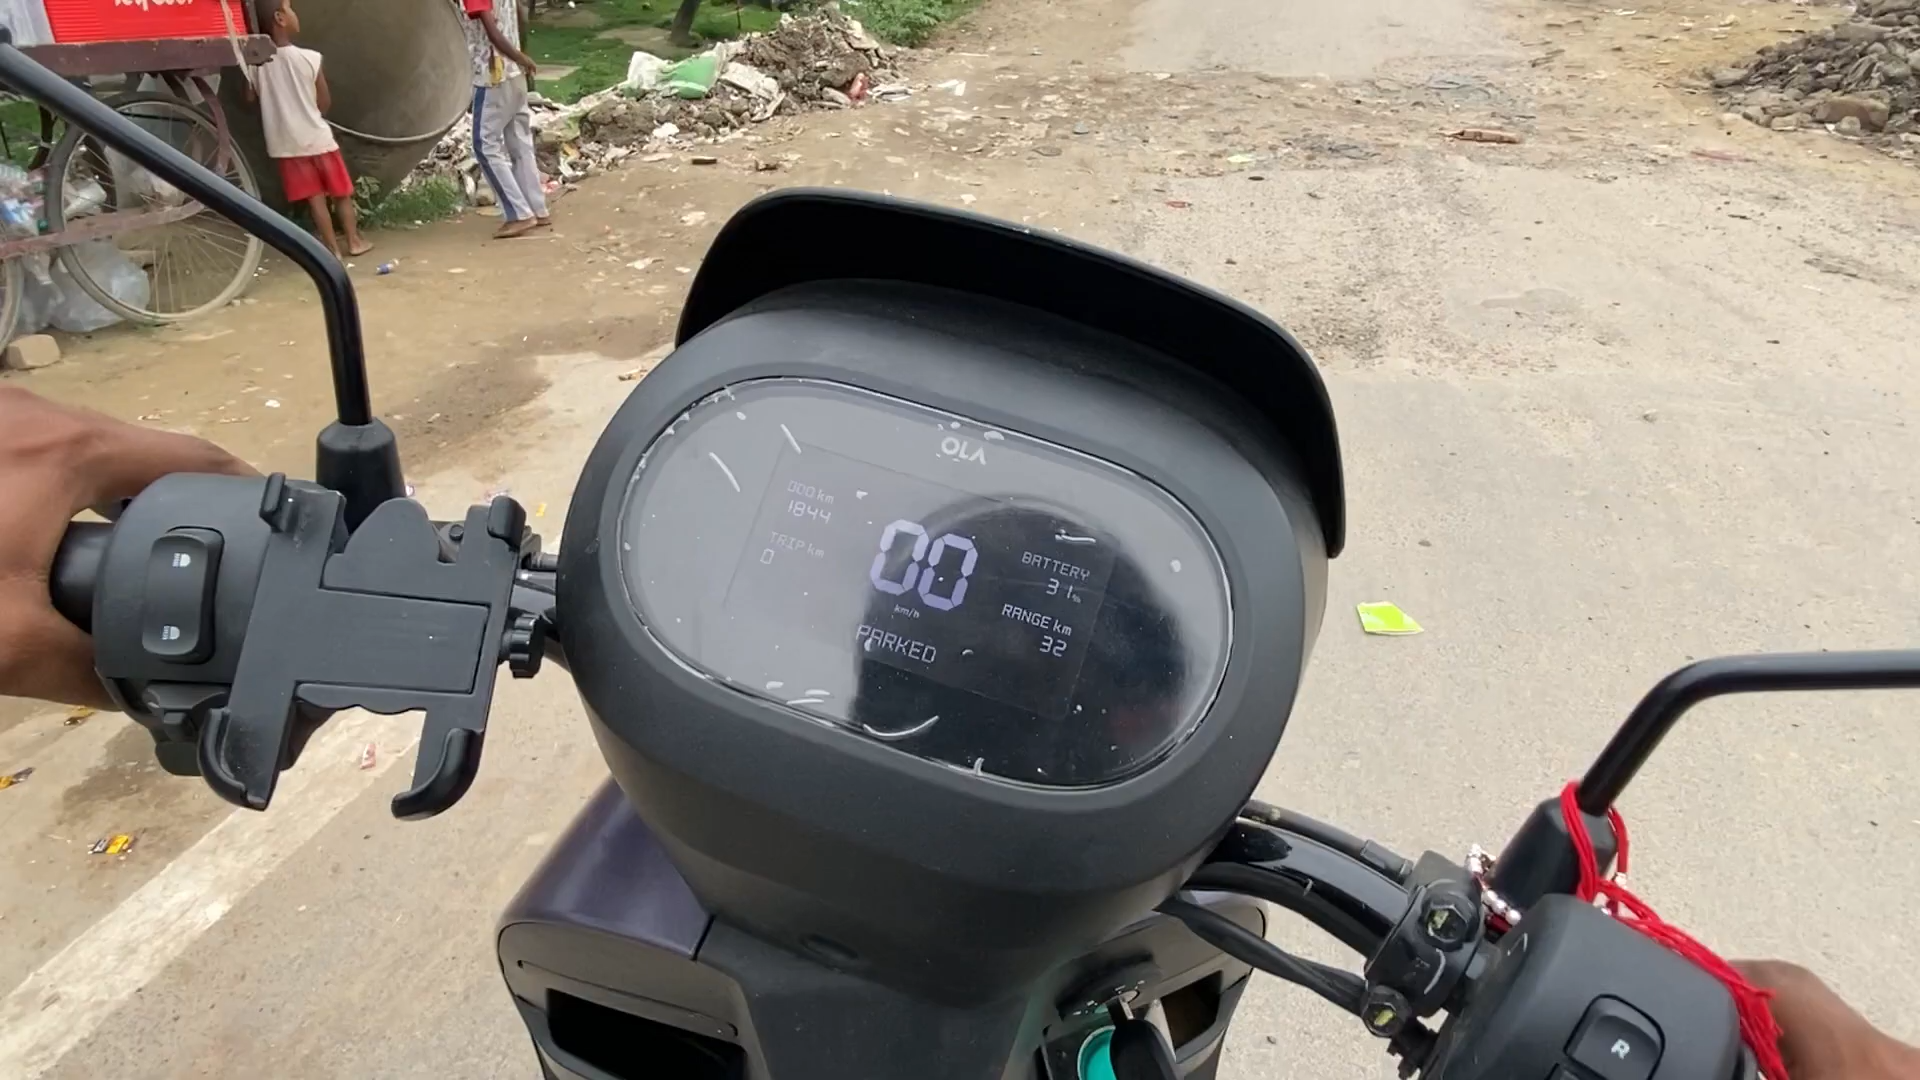 OLA
ODO km
1844
TRIP km
0
00
km/h
PARKED
BATTERY
31%
RANGE km
32
R